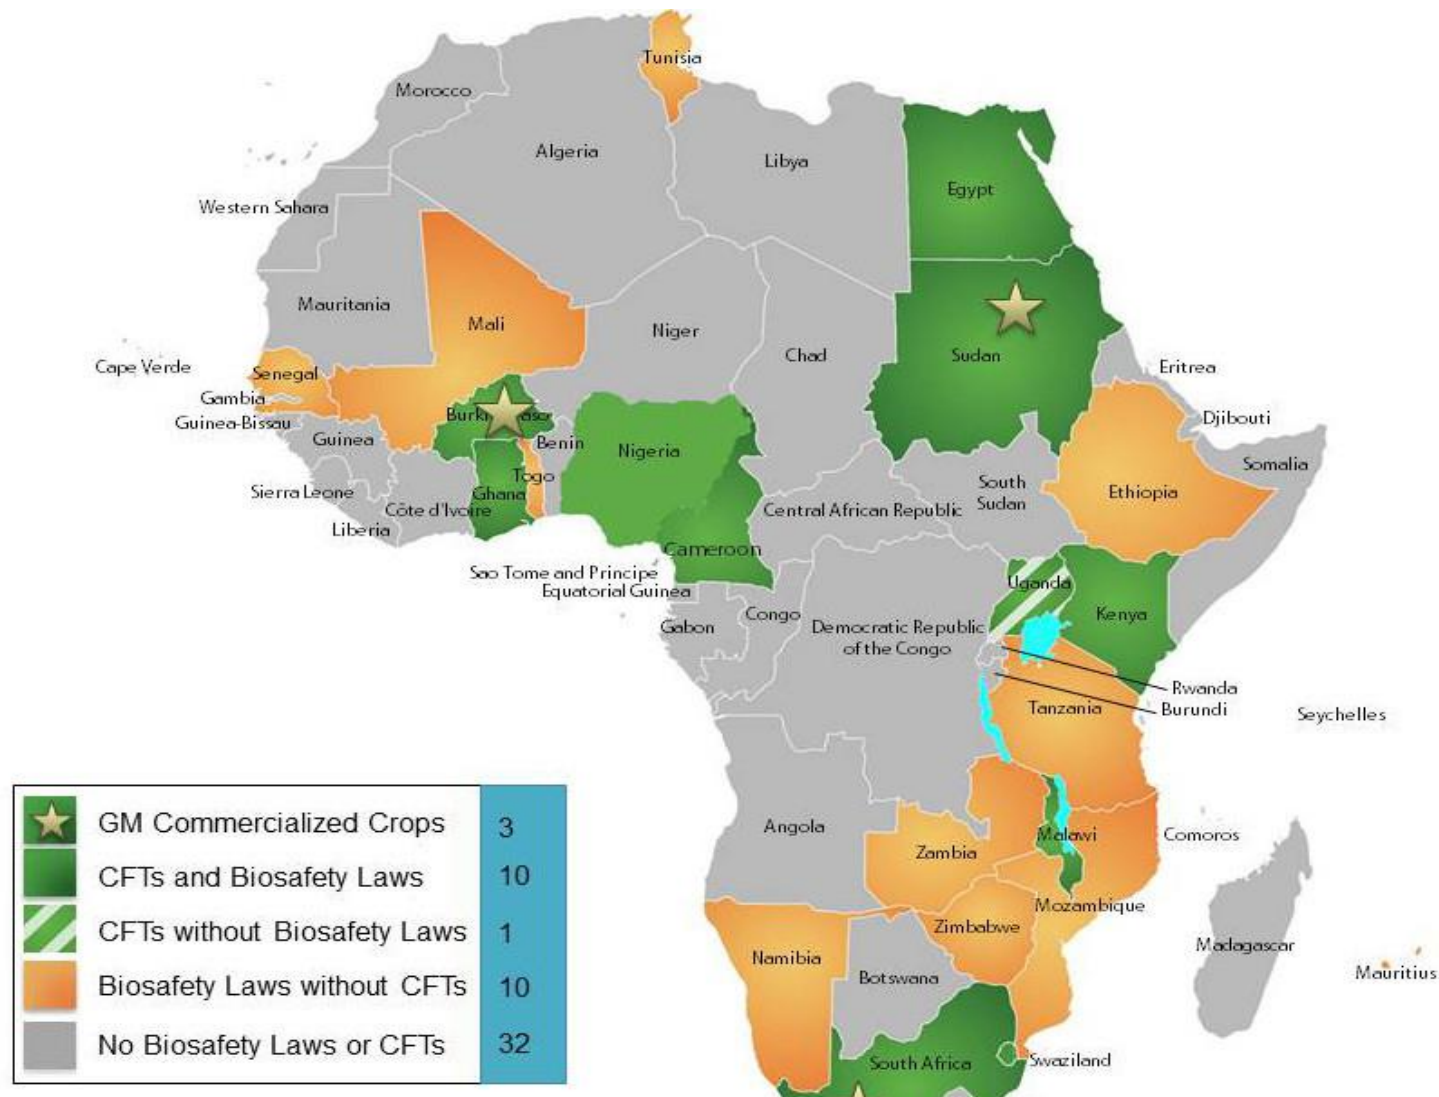 Tunisia
Morocco
Algeria
Libya
Egypt
Western Sahara
Mauritania
Mali
Niger
Chad
Sudan
Cape Verde
Senegal
Gambia
Guinea-Bissau
Guinea
Sierra Leone
Liberia
Côte d'Ivoire
Ghana
Togo
Benin
Nigeria
Cameroon
Central African Republic
South
Sudan
Eritrea
Djibouti
Somalia
Ethiopia
Sao Tome and Principe
Equatorial Guinea
Gabon
Congo
Democratic Republic
of the Congo
Uganda
Kenya
Rwanda
Burundi
Tanzania
Seychelles
Angola
Zambia
Malawi
Comoros
Mozambique
Zimbabwe
Namibia
Botswana
Madagascar
Mauritius
South Africa
Swaziland
GM Commercialized Crops 3
CFTs and Biosafety Laws 10
CFTs without Biosafety Laws 1
Biosafety Laws without CFTs 10
No Biosafety Laws or CFTs 32